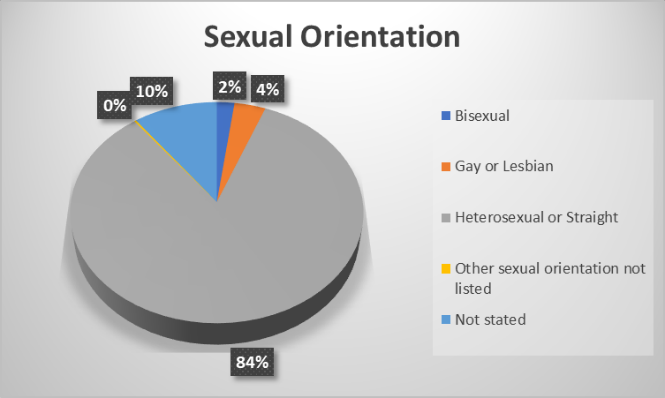 Sexual Orientation
0%
10%
2%
4%
84%
Bisexual
Gay or Lesbian
Heterosexual or Straight
Other sexual orientation not
listed
Not stated